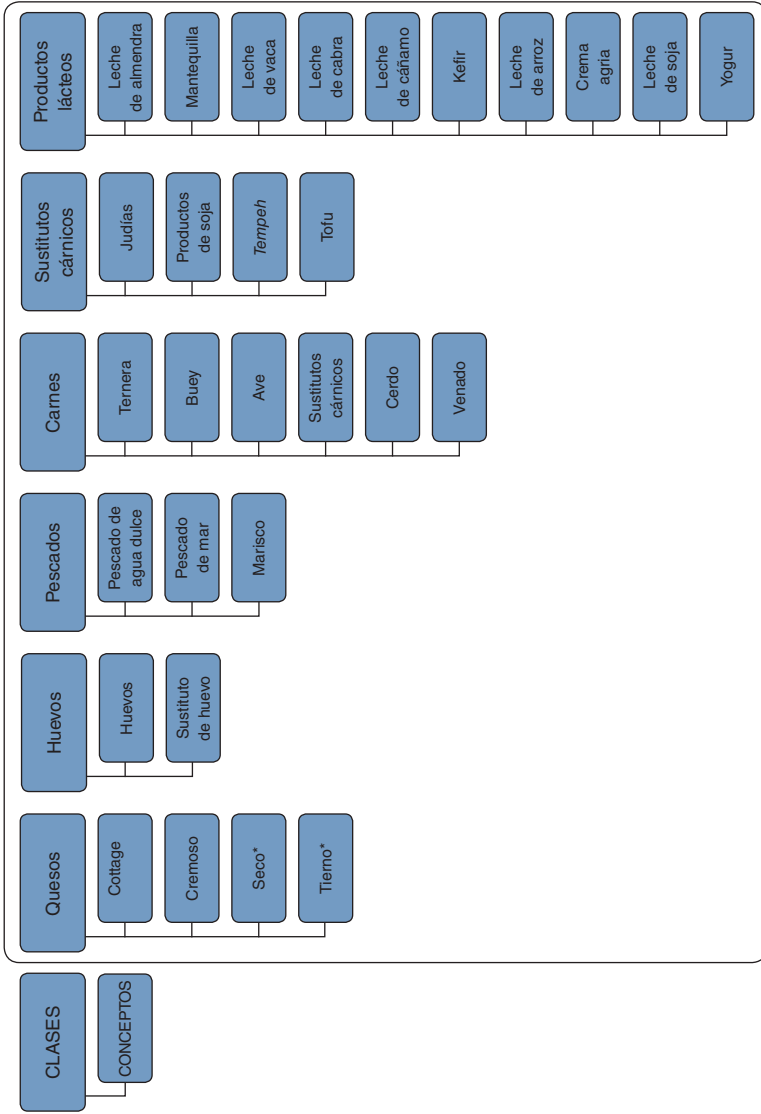 CLASES
CONCEPTOS
Quesos
Cottage
Cremoso
Seco*
Tierno*
Huevos
Huevos
Sustituto
de huevo
Pescados
Pescado de
agua dulce
Pescado
de mar
Marisco
Carnes
Ternera
Buey
Ave
Sustitutos
cárnicos
Cerdo
Venado
Sustitutos
cárnicos
Judías
Productos
de soja
Tempeh
Tofu
Productos
lácteos
Leche
de almendra
Mantequilla
Leche
de vaca
Leche
de cabra
Leche
de cáñamo
Kefir
Leche
de arroz
Crema
agria
Leche
de soja
Yogur